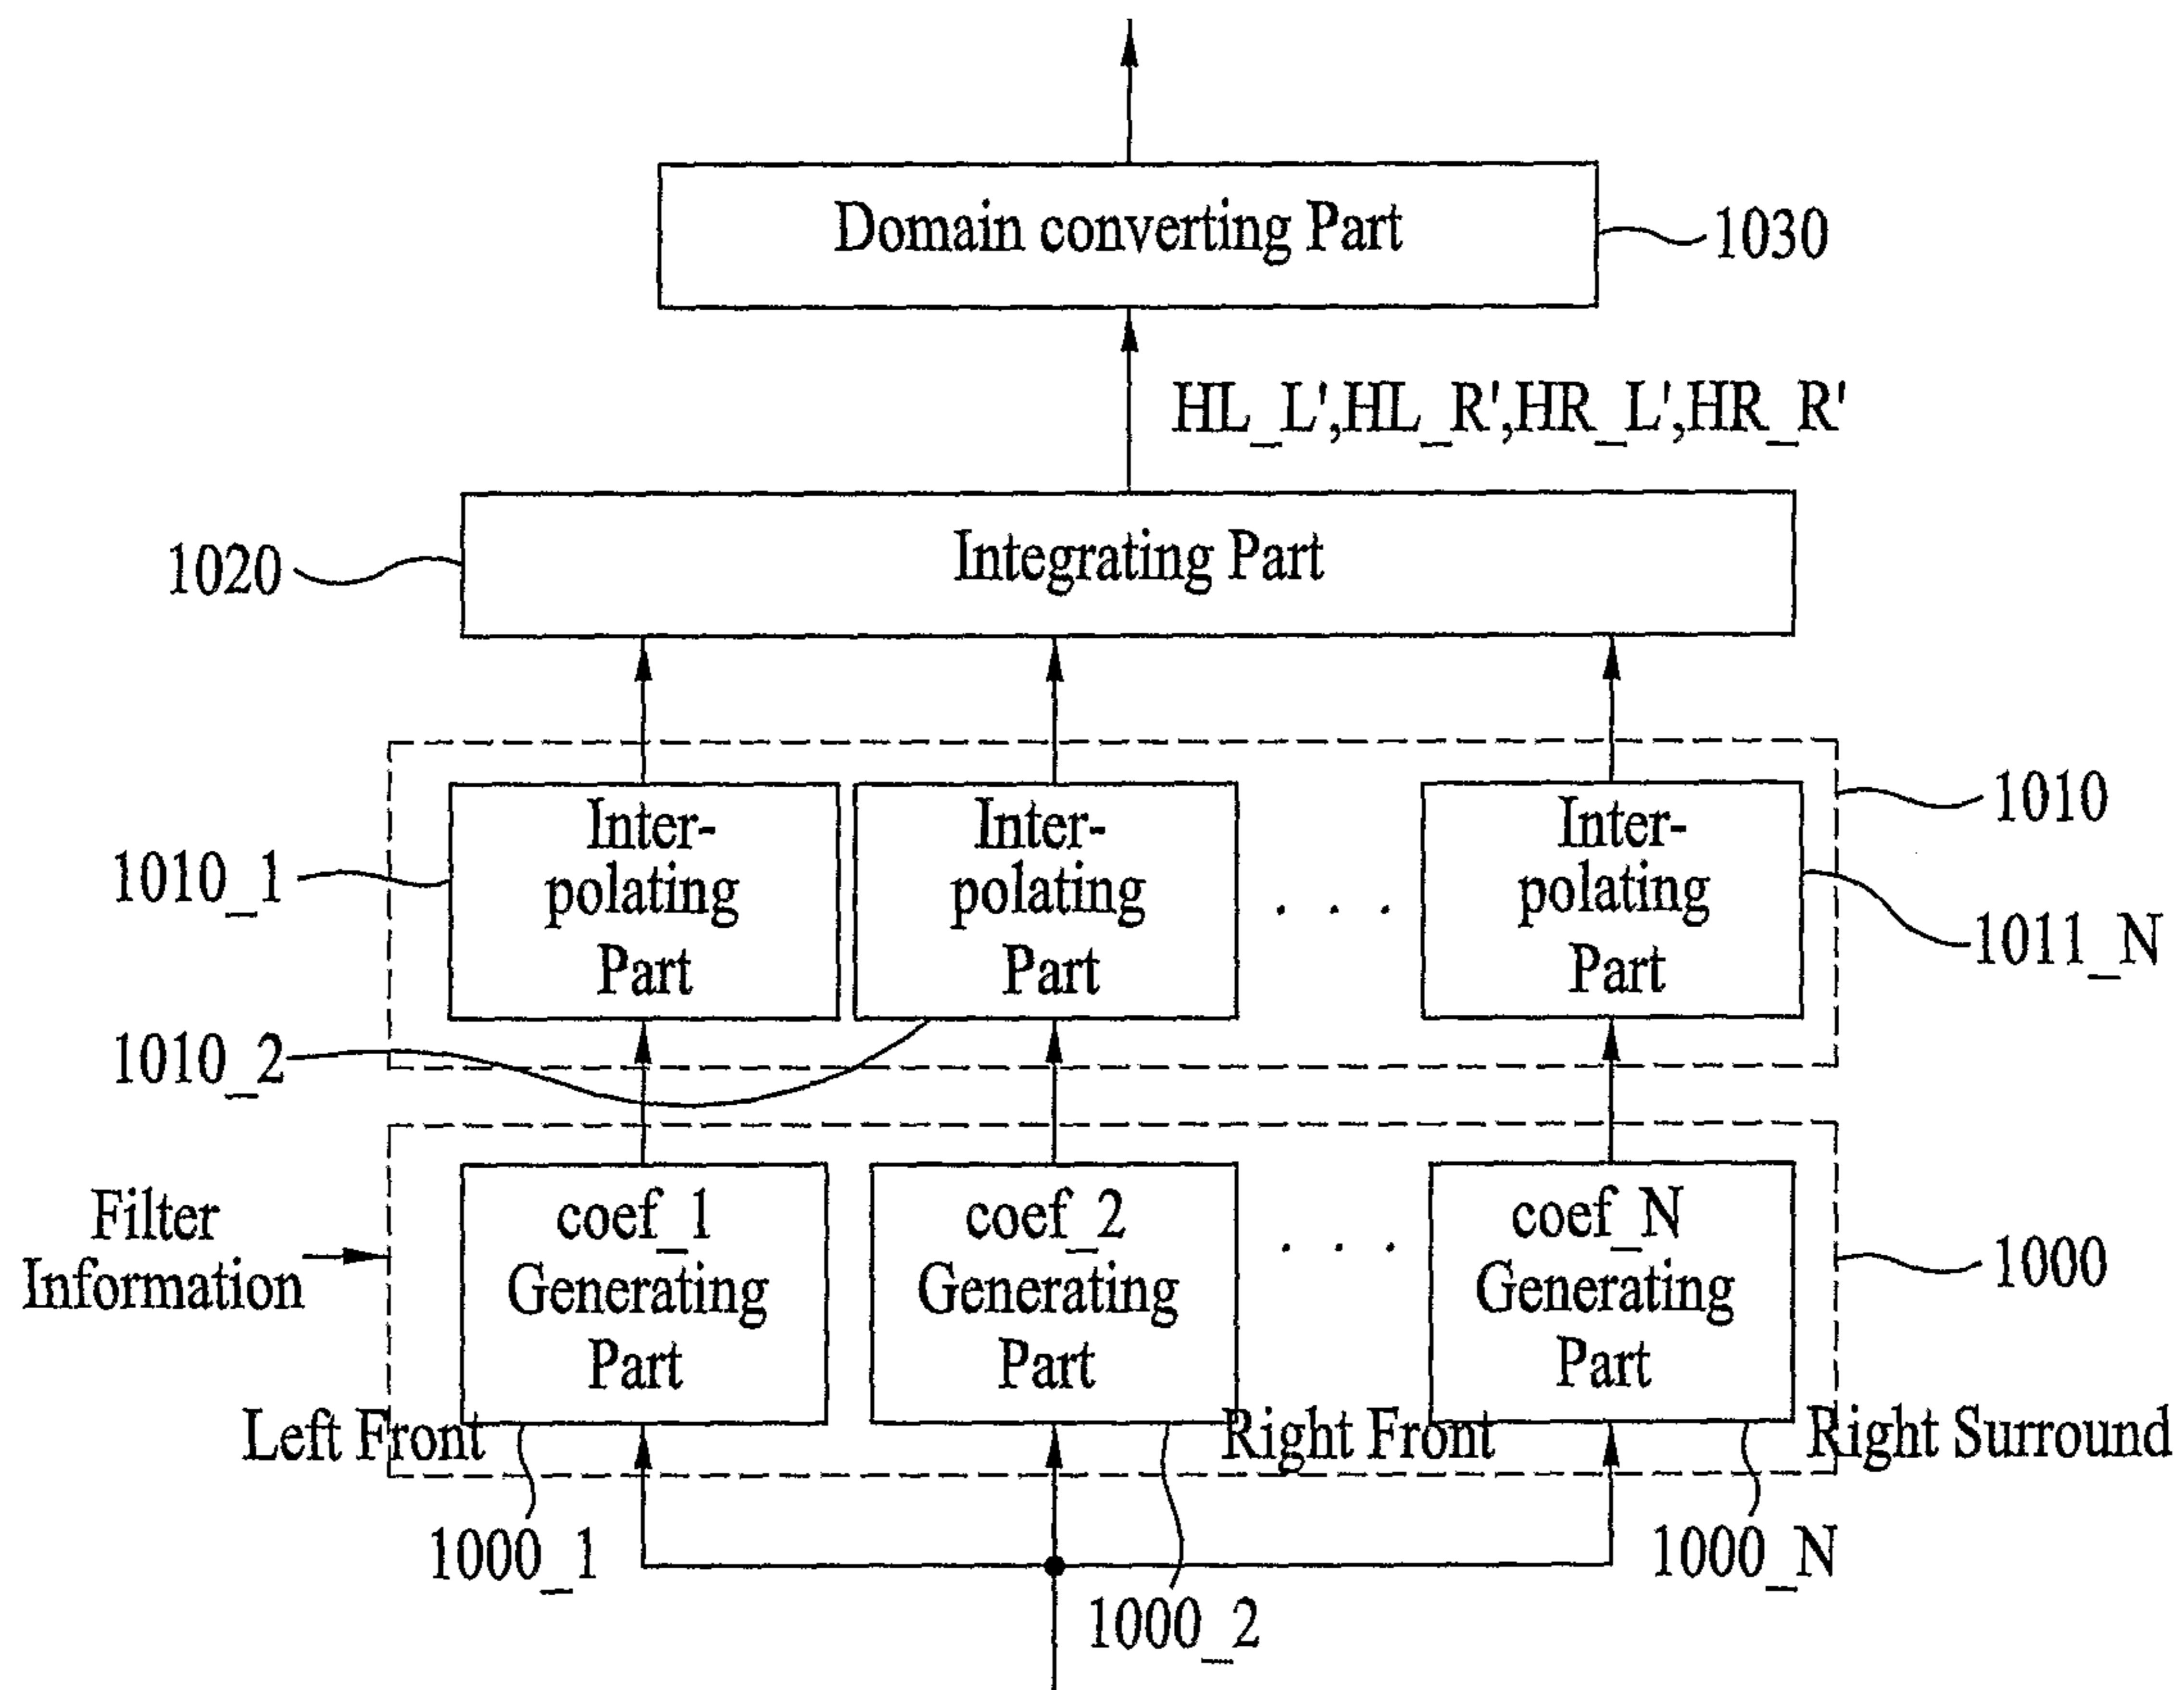 Domain converting Part
1030
HL_L',HL_R',HR_L',HR_R'
Integrating Part
1020
1010
Inter-
polating
Part
Inter-
polating
Part
Inter-
polating
Part
1010_1
. . .
1011_N
1010_2
Filter
Information
coef_1
Generating
Part
coef_2
Generating
Part
. . .
coef_N
Generating
Part
1000
Left Front
Right Front
Right Surround
1000_1
1000_2
1000_N